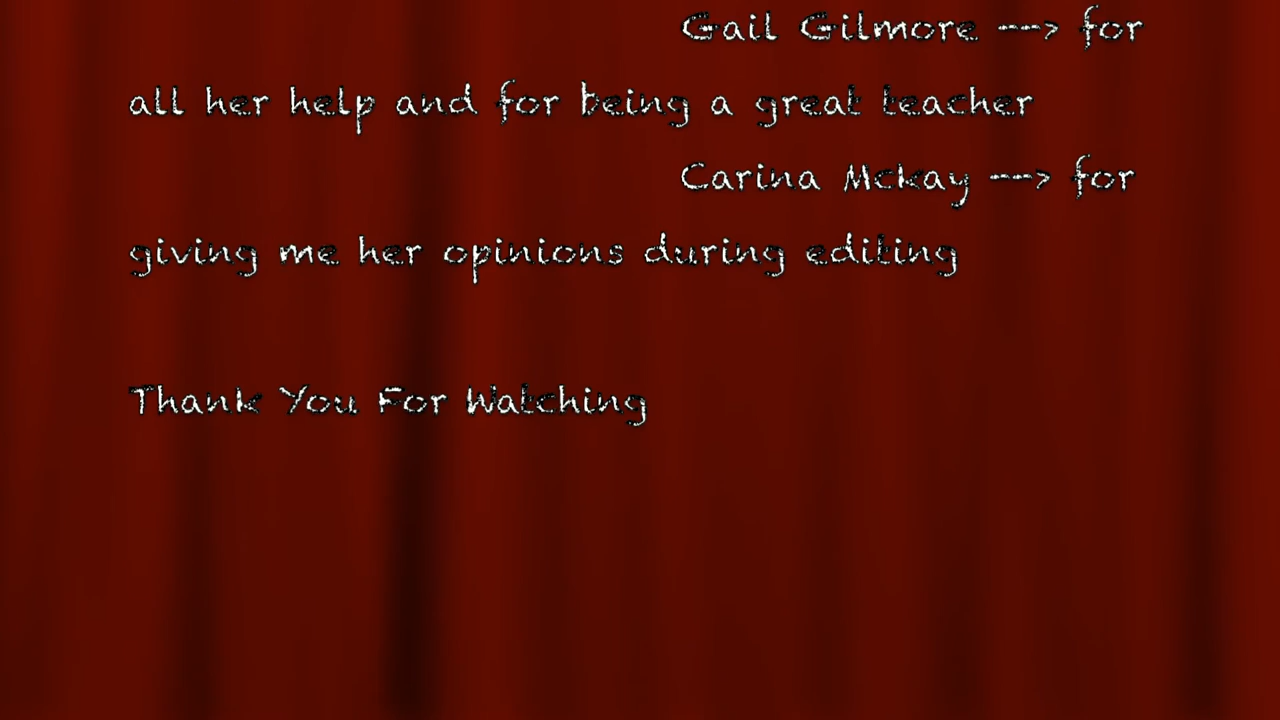 Gail Gilmore --> for
all her help and for being a great teacher
Carina Mckay --> for
giving me her opinions during editing
Thank You For Watching